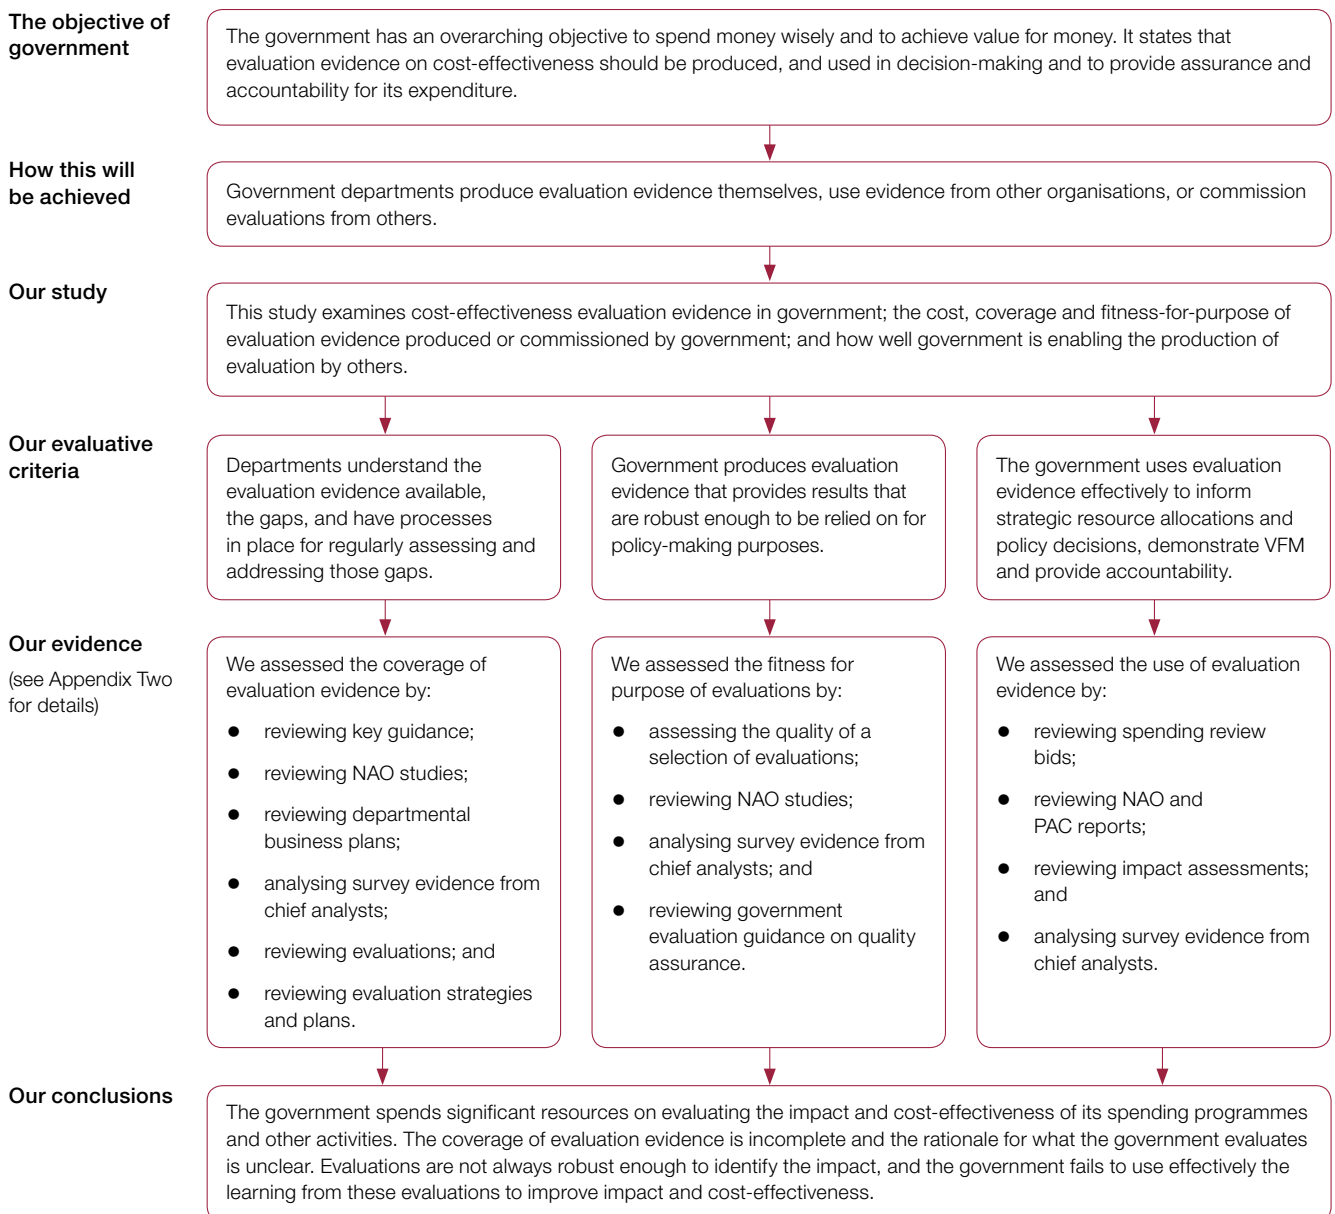 The objective of
government
The government has an overarching objective to spend money wisely and to achieve value for money. It states that
evaluation evidence on cost-effectiveness should be produced, and used in decision-making and to provide assurance and
accountability for its expenditure.
How this will
be achieved
Government departments produce evaluation evidence themselves, use evidence from other organisations, or commission
evaluations from others.
Our study
This study examines cost-effectiveness evaluation evidence in government; the cost, coverage and fitness-for-purpose of
evaluation evidence produced or commissioned by government; and how well government is enabling the production of
evaluation by others.
Our evaluative
criteria
Departments understand the
evaluation evidence available,
the gaps, and have processes
in place for regularly assessing and
addressing those gaps.
Government produces evaluation
evidence that provides results that
are robust enough to be relied on for
policy-making purposes.
The government uses evaluation
evidence effectively to inform
strategic resource allocations and
policy decisions, demonstrate VFM
and provide accountability.
Our evidence
(see Appendix Two
for details)
We assessed the coverage of
evaluation evidence by:
● reviewing key guidance;
● reviewing NAO studies;
● reviewing departmental
business plans;
● analysing survey evidence from
chief analysts;
● reviewing evaluations; and
● reviewing evaluation strategies
and plans.
We assessed the fitness for
purpose of evaluations by:
● assessing the quality of a
selection of evaluations;
● reviewing NAO studies;
● analysing survey evidence from
chief analysts; and
● reviewing government
evaluation guidance on quality
assurance.
We assessed the use of evaluation
evidence by:
● reviewing spending review
bids;
● reviewing NAO and
PAC reports;
● reviewing impact assessments;
and
● analysing survey evidence from
chief analysts.
Our conclusions
The government spends significant resources on evaluating the impact and cost-effectiveness of its spending programmes
and other activities. The coverage of evaluation evidence is incomplete and the rationale for what the government evaluates
is unclear. Evaluations are not always robust enough to identify the impact, and the government fails to use effectively the
learning from these evaluations to improve impact and cost-effectiveness.